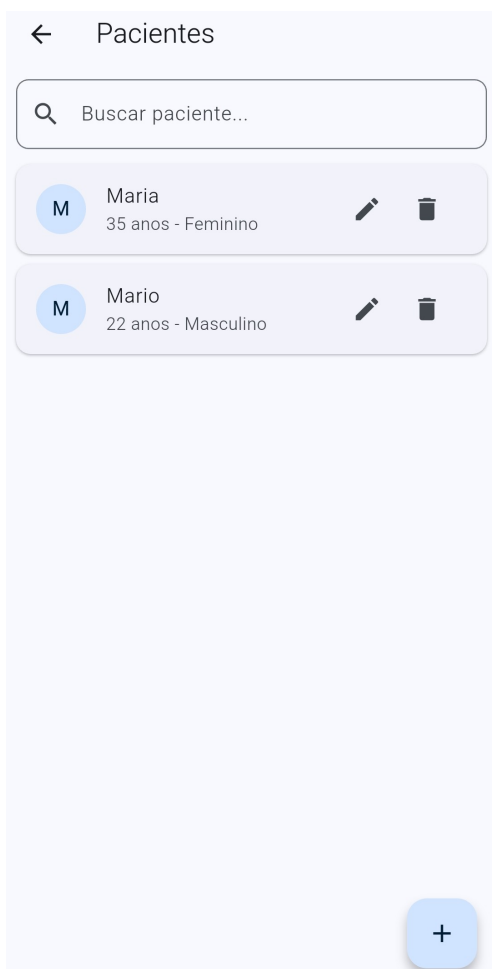 Pacientes
Buscar paciente...
M
Maria
35 anos - Feminino
M
Mario
22 anos - Masculino
+